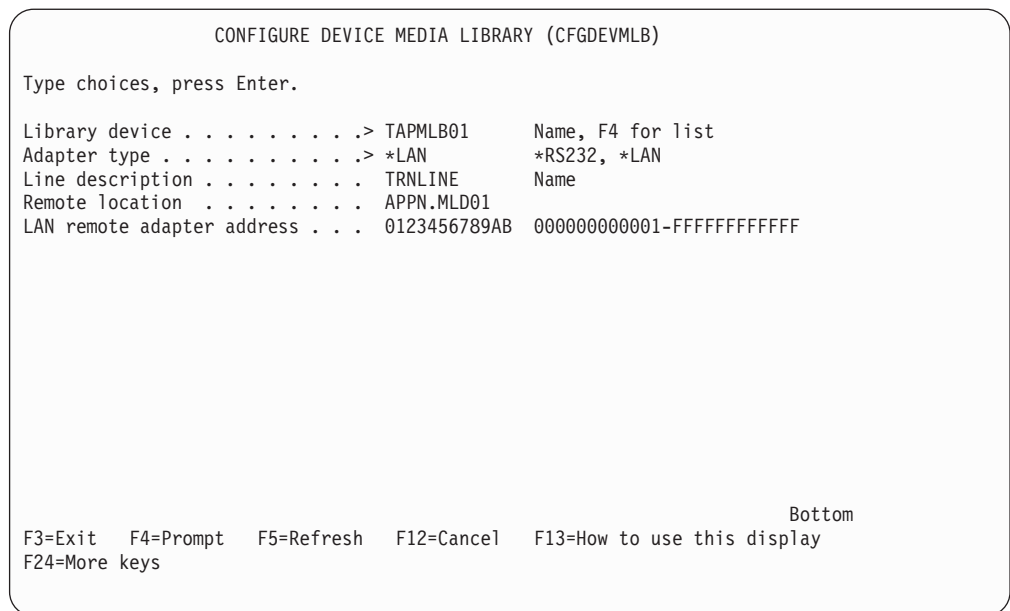 CONFIGURE DEVICE MEDIA LIBRARY (CFGDEVMLB)
Type choices, press Enter.
Library device . . . . . . . . .> TAPMLB01 Name, F4 for list
Adapter type . . . . . . . . . .> *LAN *RS232, *LAN
Line description . . . . . . . . TRNLINE Name
Remote location . . . . . . . . APPN.MLD01
LAN remote adapter address . . . 0123456789AB 000000000001-FFFFFFFFFFFF
Bottom
F3=Exit F4=Prompt F5=Refresh F12=Cancel F13=How to use this display
F24=More keys